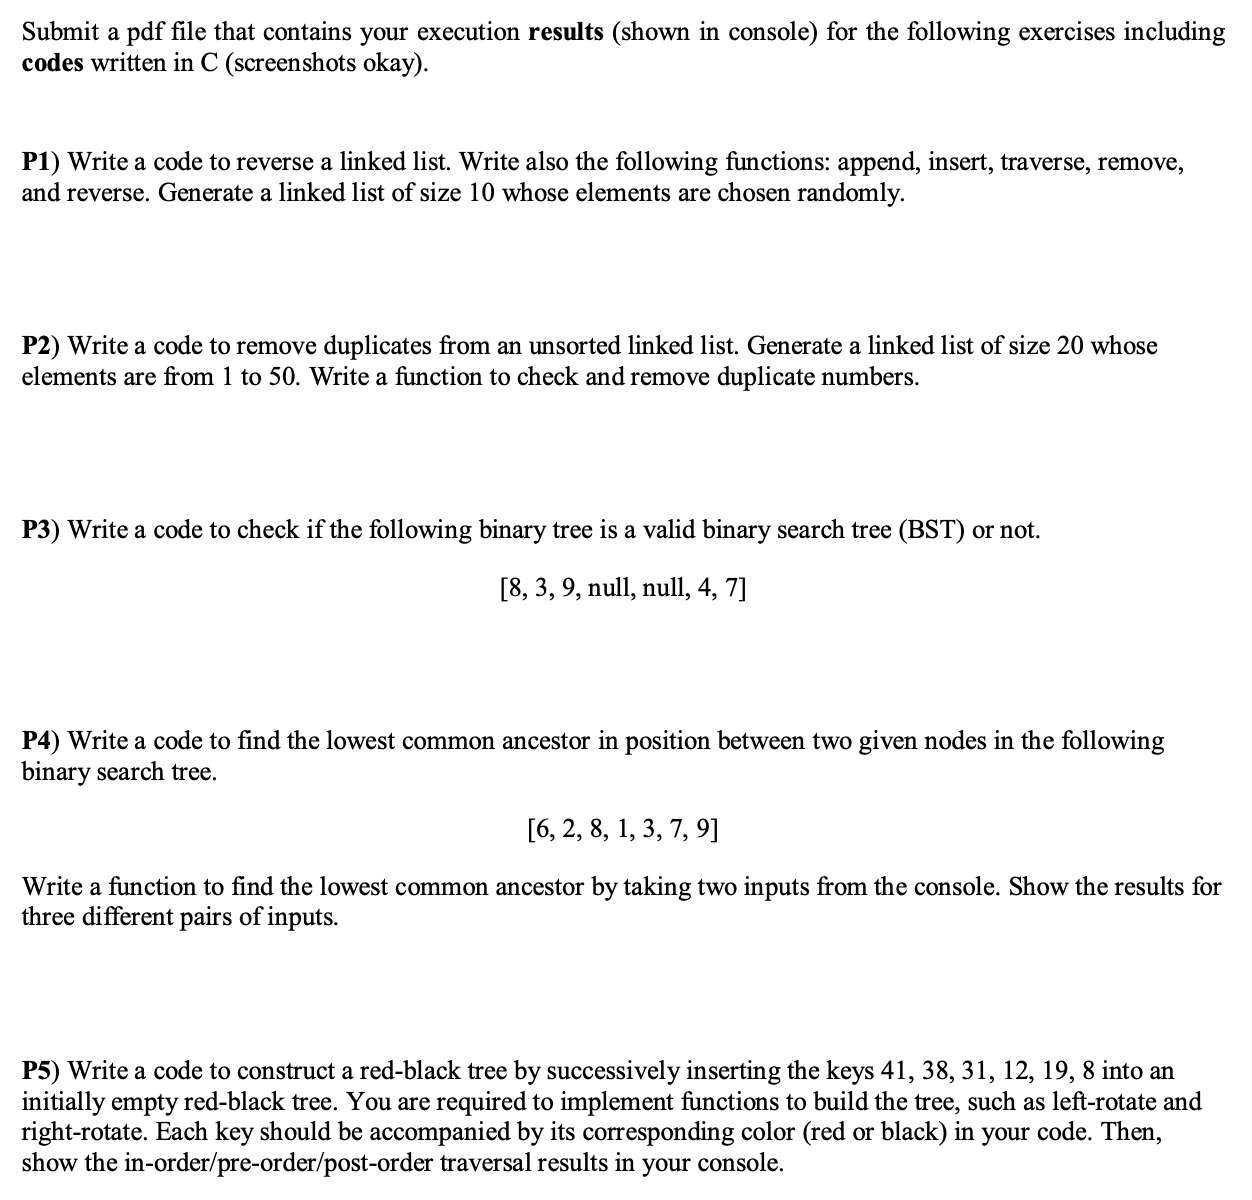 Submit a pdf file that contains your execution results (shown in console) for the following exercises including
codes written in C (screenshots okay).
P1) Write a code to reverse a linked list. Write also the following functions: append, insert, traverse, remove,
and reverse. Generate a linked list of size 10 whose elements are chosen randomly.
P2) Write a code to remove duplicates from an unsorted linked list. Generate a linked list of size 20 whose
elements are from 1 to 50. Write a function to check and remove duplicate numbers.
P3) Write a code to check if the following binary tree is a valid binary search tree (BST) or not.
[8, 3, 9, null, null, 4, 7]
P4) Write a code to find the lowest common ancestor in position between two given nodes in the following
binary search tree.
[6, 2, 8, 1, 3, 7, 9]
Write a function to find the lowest common ancestor by taking two inputs from the console. Show the results for
three different pairs of inputs.
P5) Write a code to construct a red-black tree by successively inserting the keys 41, 38, 31, 12, 19, 8 into an
initially empty red-black tree. You are required to implement functions to build the tree, such as left-rotate and
right-rotate. Each key should be accompanied by its corresponding color (red or black) in your code. Then,
show the in-order/pre-order/post-order traversal results in your console.